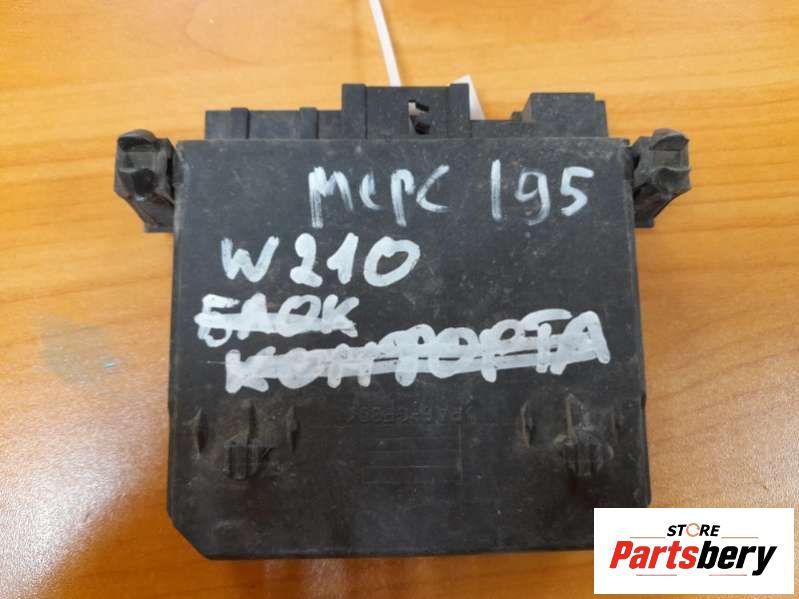 мерс 195
W210
БЛОК
КОМФОРТА
STORE
Partsbery